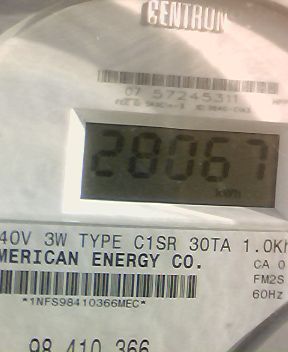 CENTRON
07 57245311
28067
kWh
40V 3W TYPE C1SR 30TA 1.0Kh
MERICAN ENERGY CO.
CA 0
FM2S
60Hz
*1NFS98410366MEC*
98 410 366